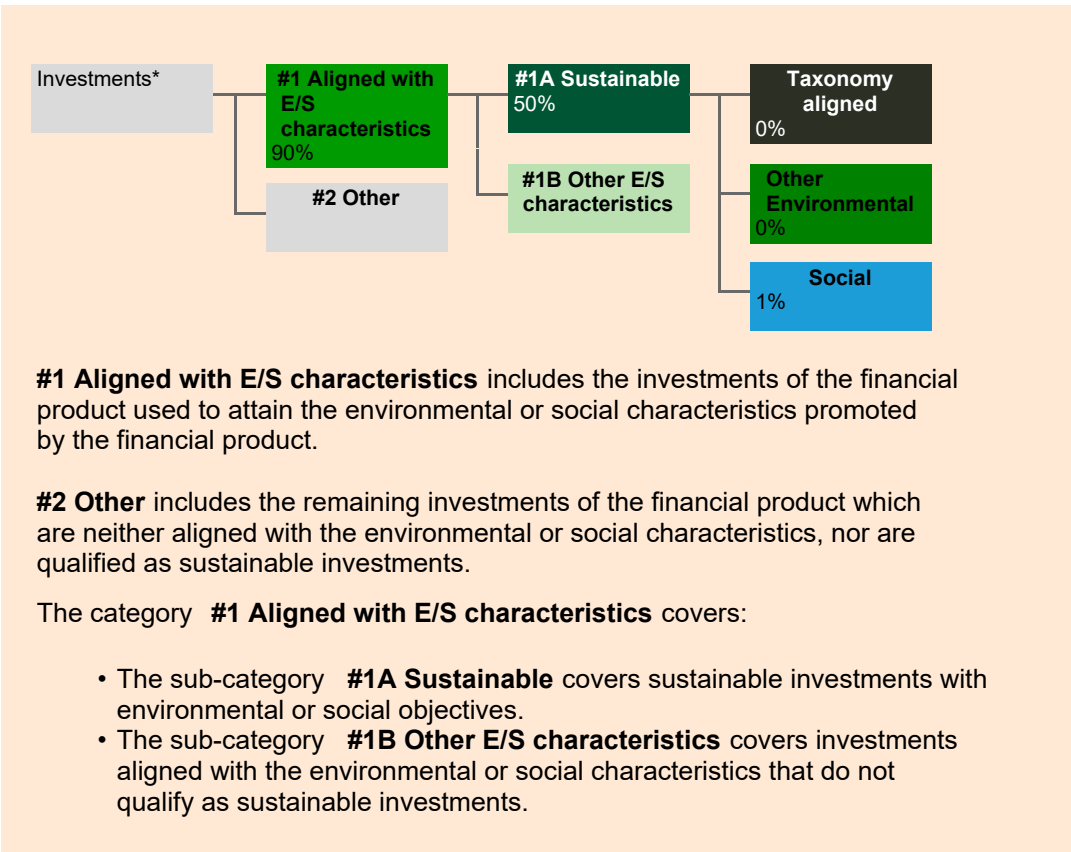 Investments*
#1 Aligned with
E/S
characteristics
90%
#2 Other
#1A Sustainable
50%
#1B Other E/S
characteristics
Taxonomy
aligned
0%
Other
Environmental
0%
Social
1%
#1 Aligned with E/S characteristics includes the investments of the financial
product used to attain the environmental or social characteristics promoted
by the financial product.
#2 Other includes the remaining investments of the financial product which
are neither aligned with the environmental or social characteristics, nor are
qualified as sustainable investments.
The category #1 Aligned with E/S characteristics covers:
• The sub-category #1A Sustainable covers sustainable investments with
environmental or social objectives.
• The sub-category #1B Other E/S characteristics covers investments
aligned with the environmental or social characteristics that do not
qualify as sustainable investments.